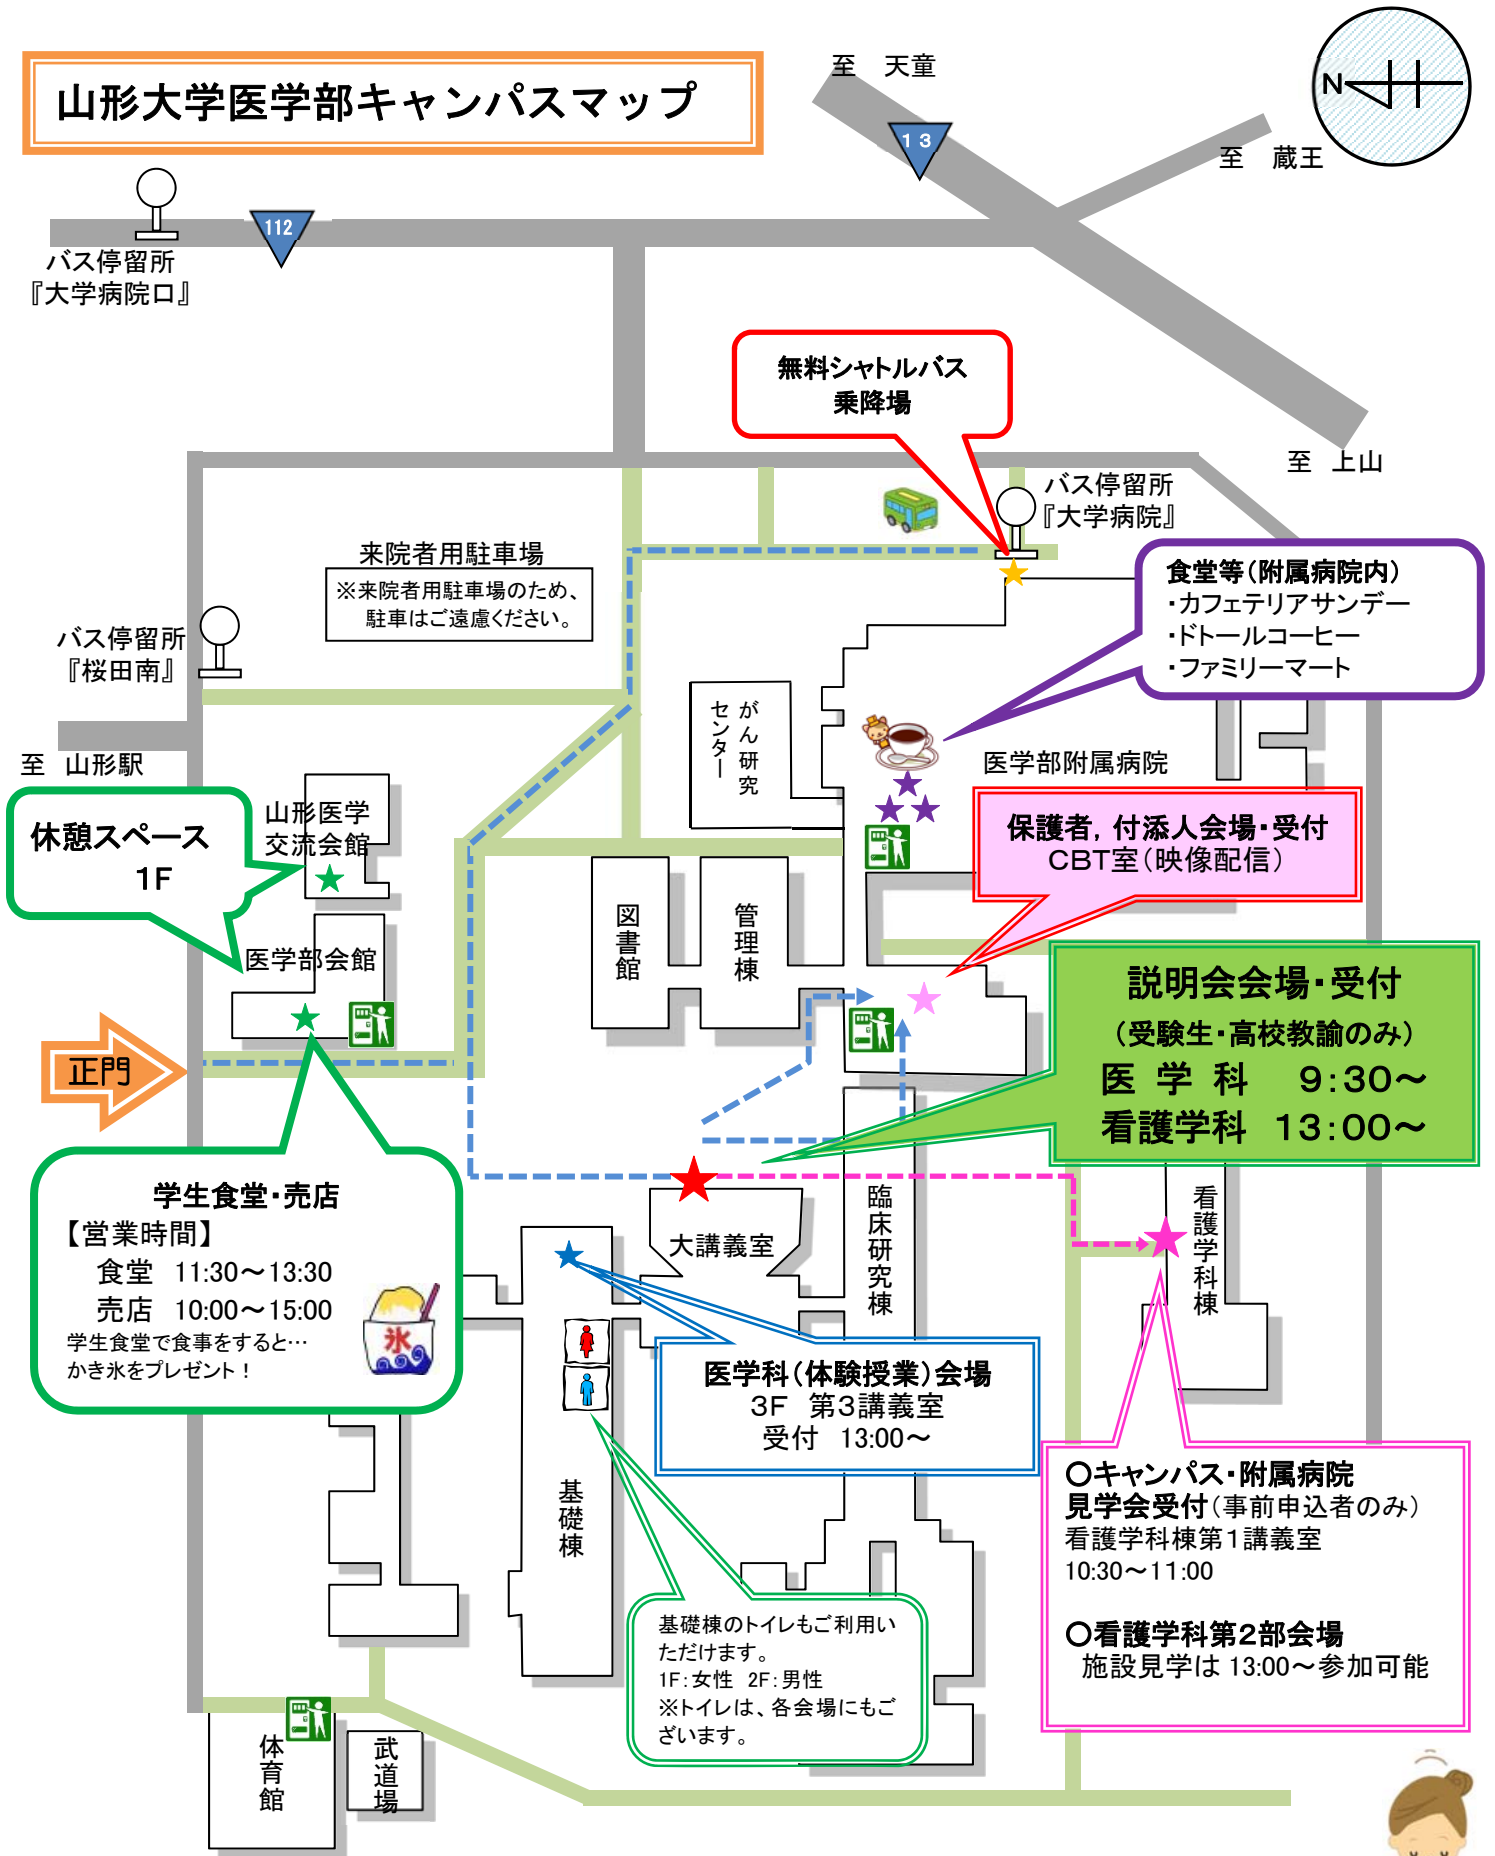 山形大学医学部キャンパスマップ
至　天童
N
13
至　蔵王
112
バス停留所
『大学病院口』
無料シャトルバス
乗降場
至　上山
バス停留所
『大学病院』
来院者用駐車場
※来院者用駐車場のため、
駐車はご遠慮ください。
食堂等（附属病院内）
・カフェテリアサンデー
・ドトールコーヒー
・ファミリーマート
バス停留所
『桜田南』
至　山形駅
がん研究
センター
医学部附属病院
山形医学
交流会館
休憩スペース
1F
保護者，付添人会場・受付
ＣＢＴ室（映像配信）
図書館
管理棟
医学部会館
説明会会場・受付
（受験生・高校教諭のみ）
医　学　科　　９：３０～
看護学科　１３：００～
正門
学生食堂・売店
【営業時間】
食堂　11:30～13:30
売店　10:00～15:00
学生食堂で食事をすると…
かき氷をプレゼント！
氷
大講義室
臨床研究棟
看護学科棟
医学科（体験授業）会場
３Ｆ　第３講義室
受付　13:00～
基礎棟
○キャンパス・附属病院
見学会受付（事前申込者のみ）
看護学科棟第１講義室
10:30～11:00
○看護学科第２部会場
施設見学は 13:00～参加可能
基礎棟のトイレもご利用い
ただけます。
1F：女性　2F：男性
※トイレは、各会場にもご
ざいます。
体育館
武道場